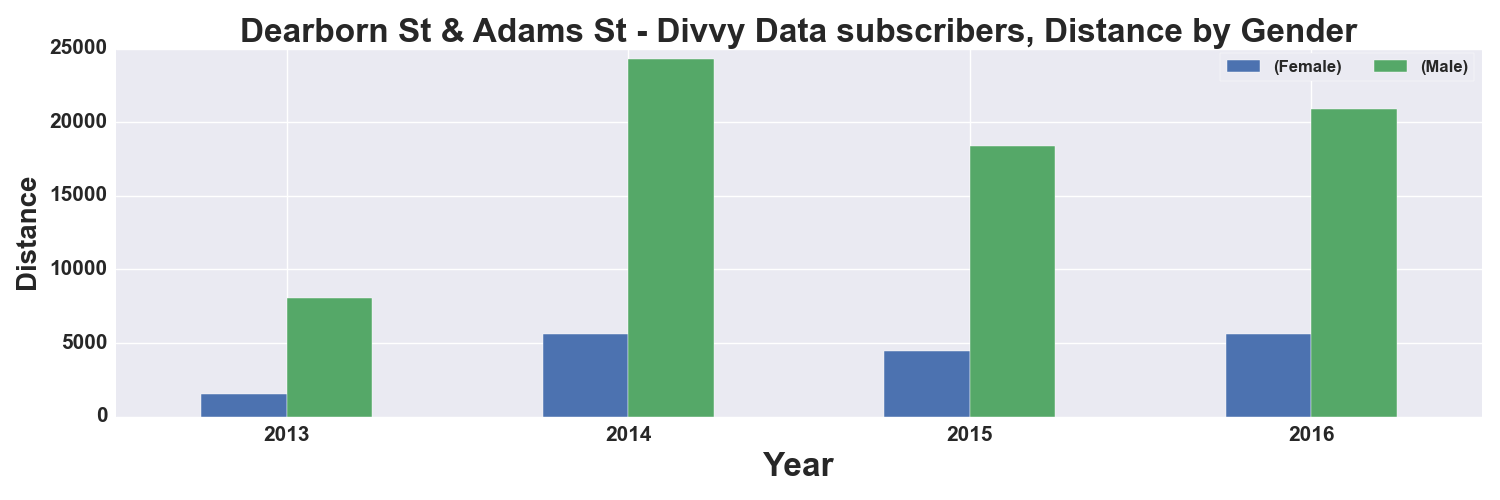 Dearborn St & Adams St - Divvy Data subscribers, Distance by Gender
25000
20000
15000
10000
5000
0
Distance
(Female) (Male)
2013 2014 2015 2016
Year